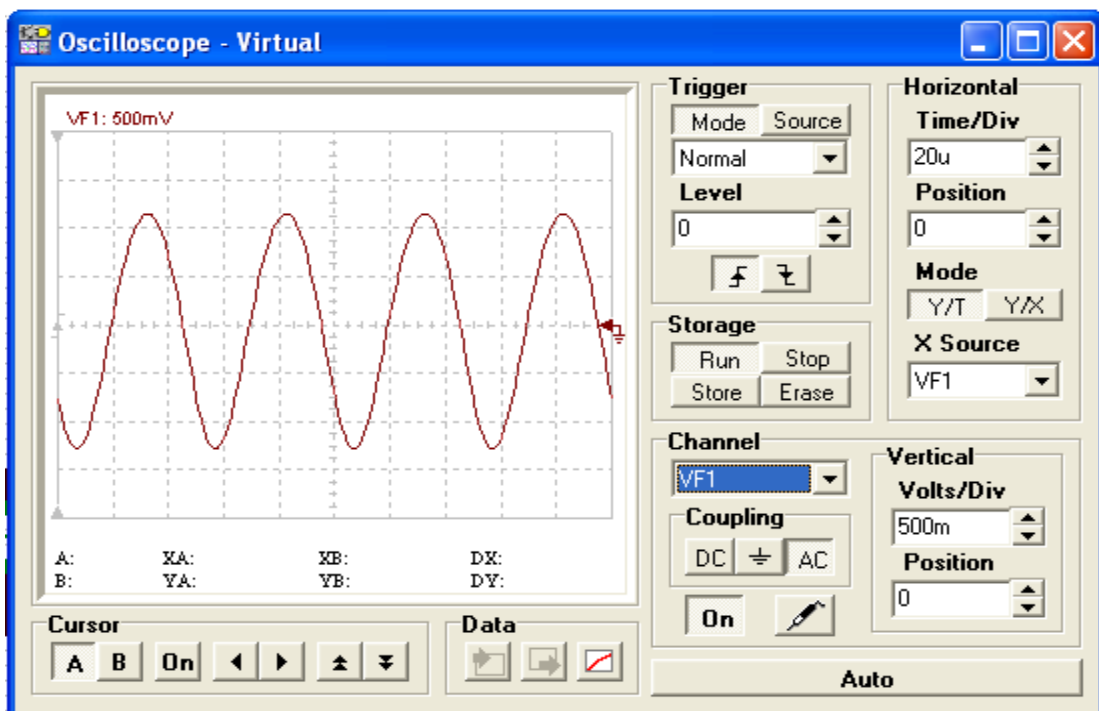 Oscilloscope - Virtual
VF1: 500mV
A: XA: XB: DX:
B: YA: YB: DY:
Cursor
A B On
Data
Trigger
Mode Source
Normal
Level
0
Storage
Run Stop
Store Erase
Horizontal
Time/Div
20u
Position
0
Mode
Y/T Y/X
X Source
VF1
Channel
VF1
Coupling
DC AC
On
Vertical
Volts/Div
500m
Position
0
Auto